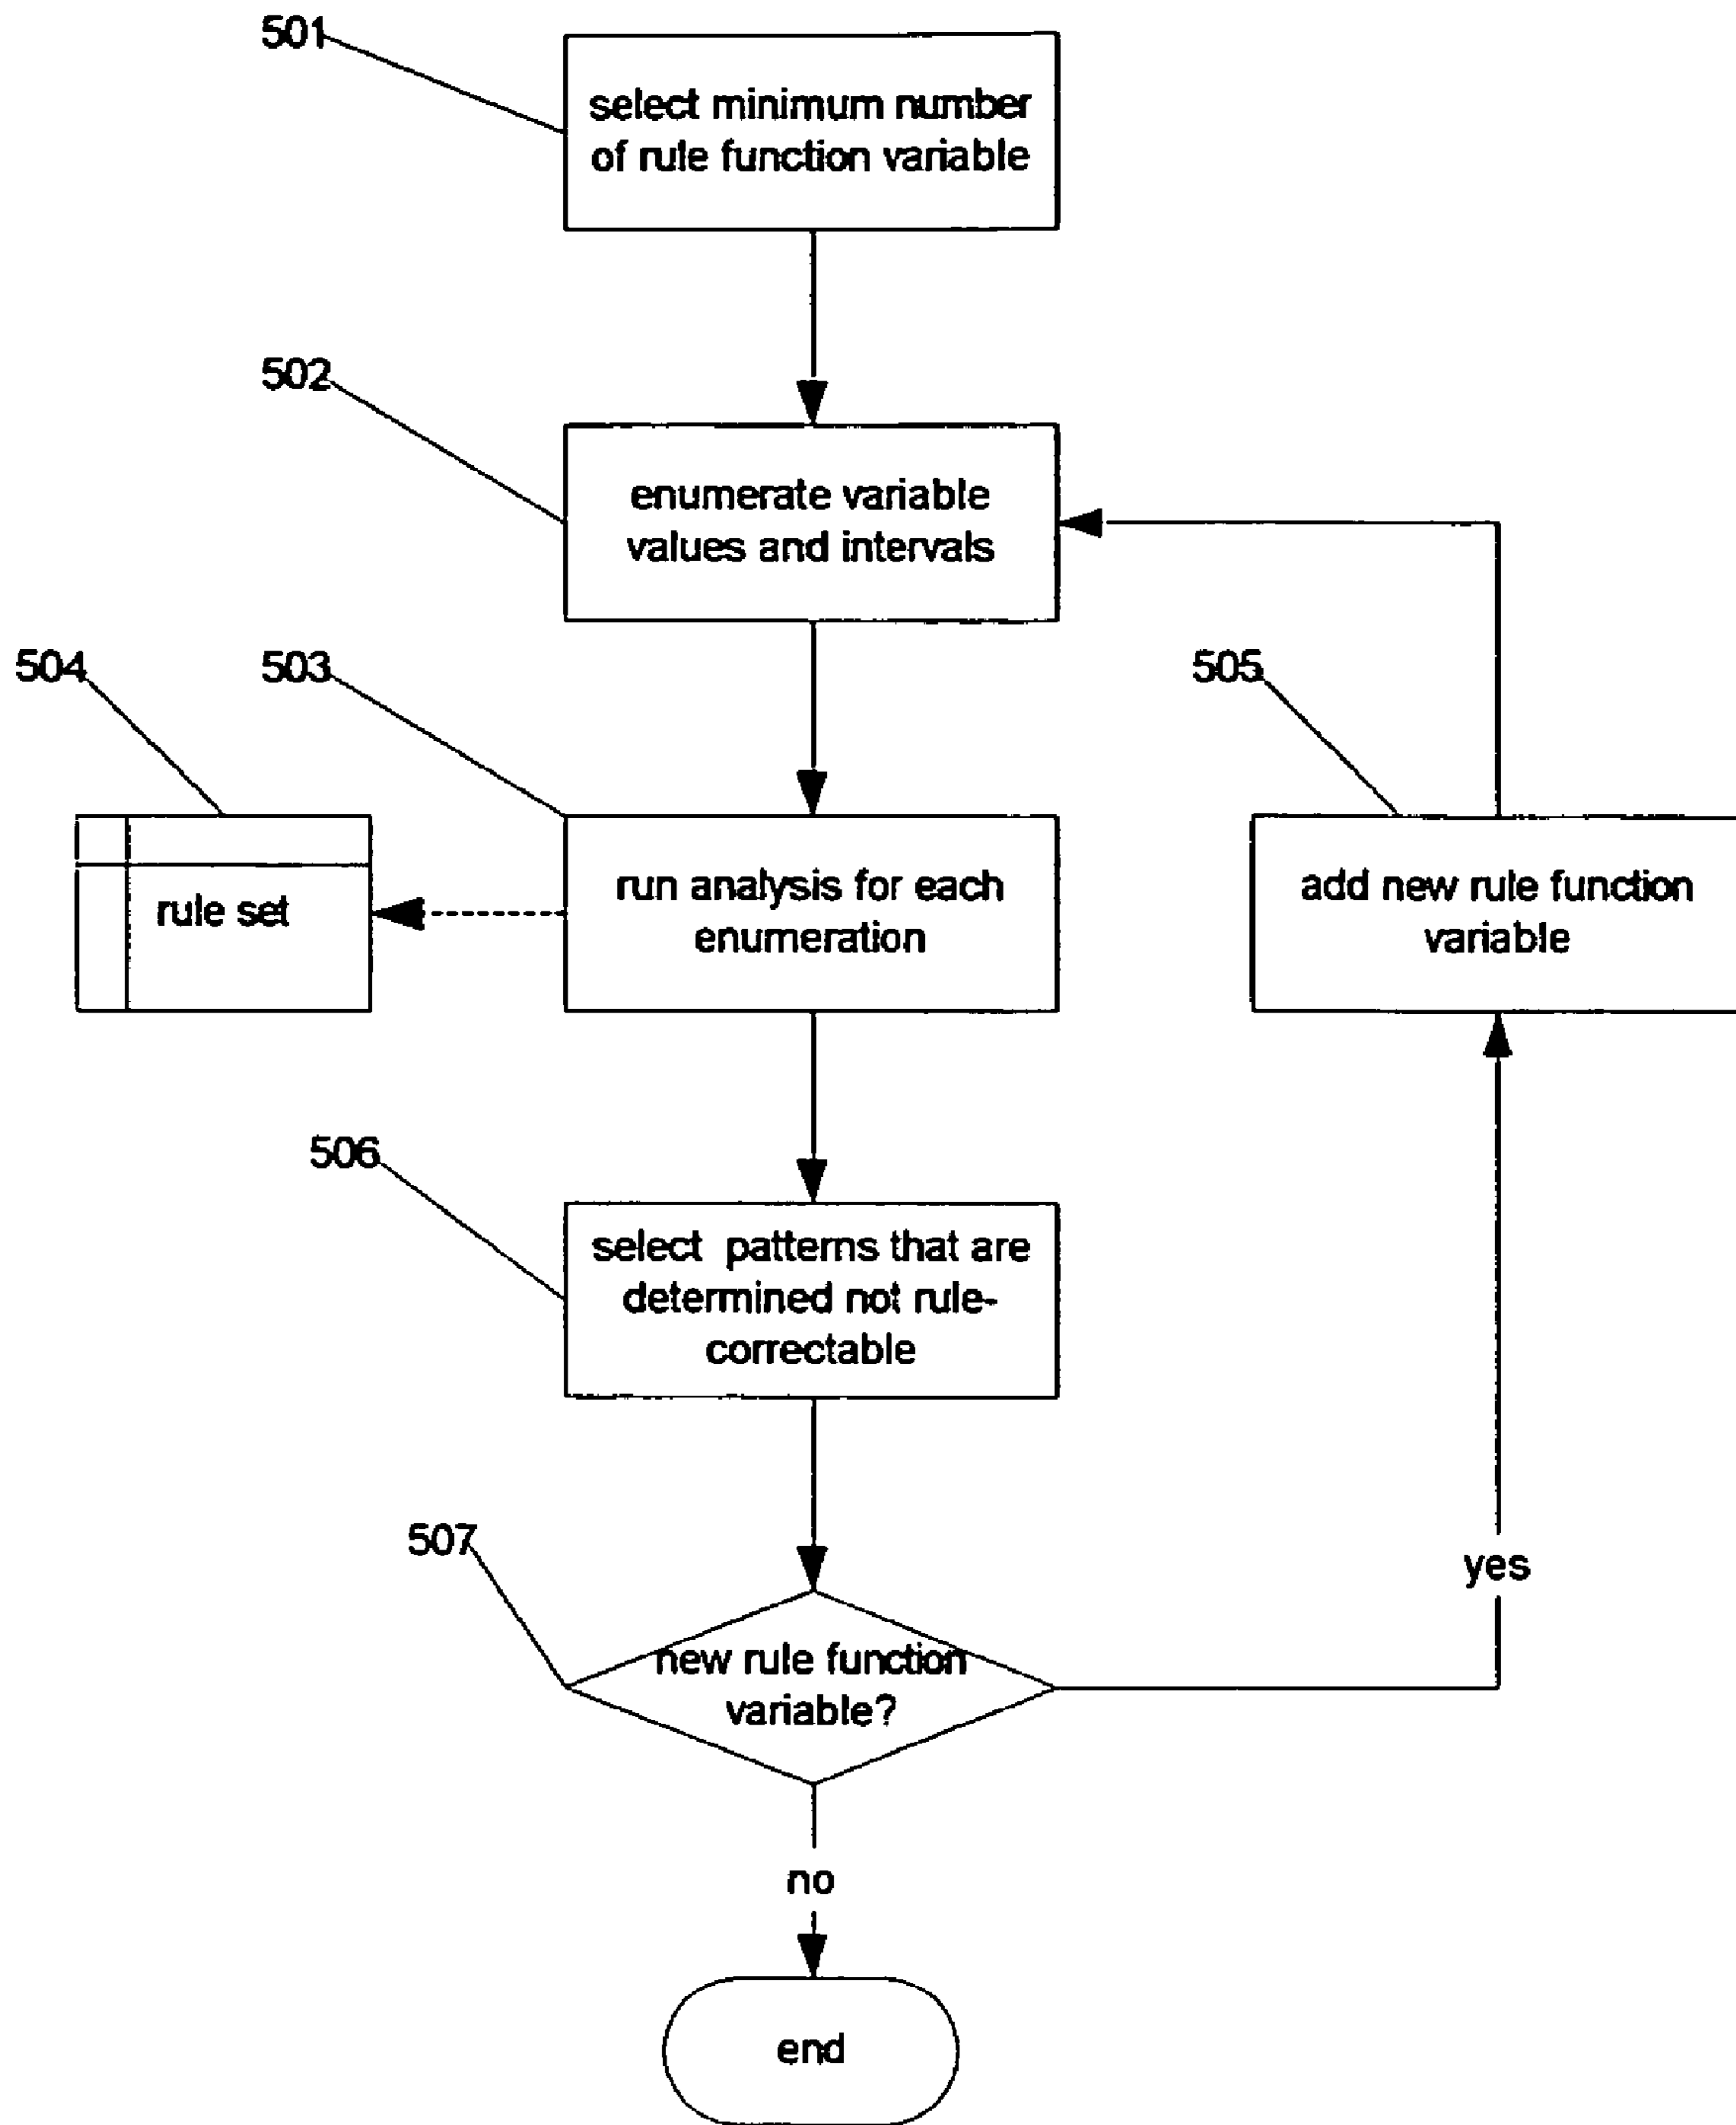 501
select minimum number
of rule function variable
502
enumerate variable
values and intervals
504
503
505
rule set
run analysis for each
enumeration
add new rule function
variable
506
select patterns that are
determined not rule-
correctable
507
new rule function
variable?
yes
no
end